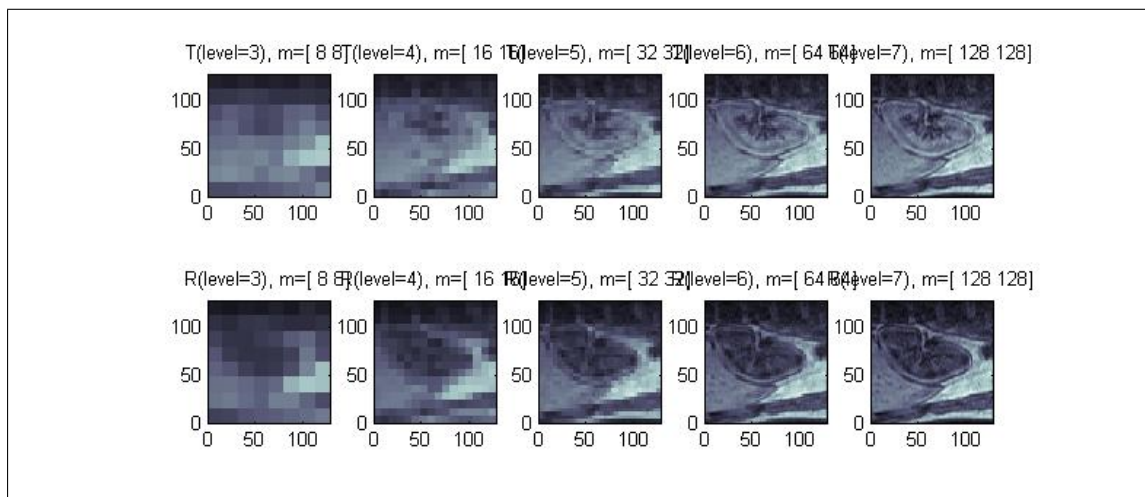 T(level=3), m=[ 8 8]
T(level=4), m=[ 16 16]
T(level=5), m=[ 32 32]
T(level=6), m=[ 64 64]
T(level=7), m=[ 128 128]
100 100 100 100 100
50 50 50 50 50
0 0 0 0 0
0 50 100 0 50 100 0 50 100 0 50 100 0 50 100
R(level=3), m=[ 8 8]
R(level=4), m=[ 16 16]
R(level=5), m=[ 32 32]
R(level=6), m=[ 64 64]
R(level=7), m=[ 128 128]
100 100 100 100 100
50 50 50 50 50
0 0 0 0 0
0 50 100 0 50 100 0 50 100 0 50 100 0 50 100